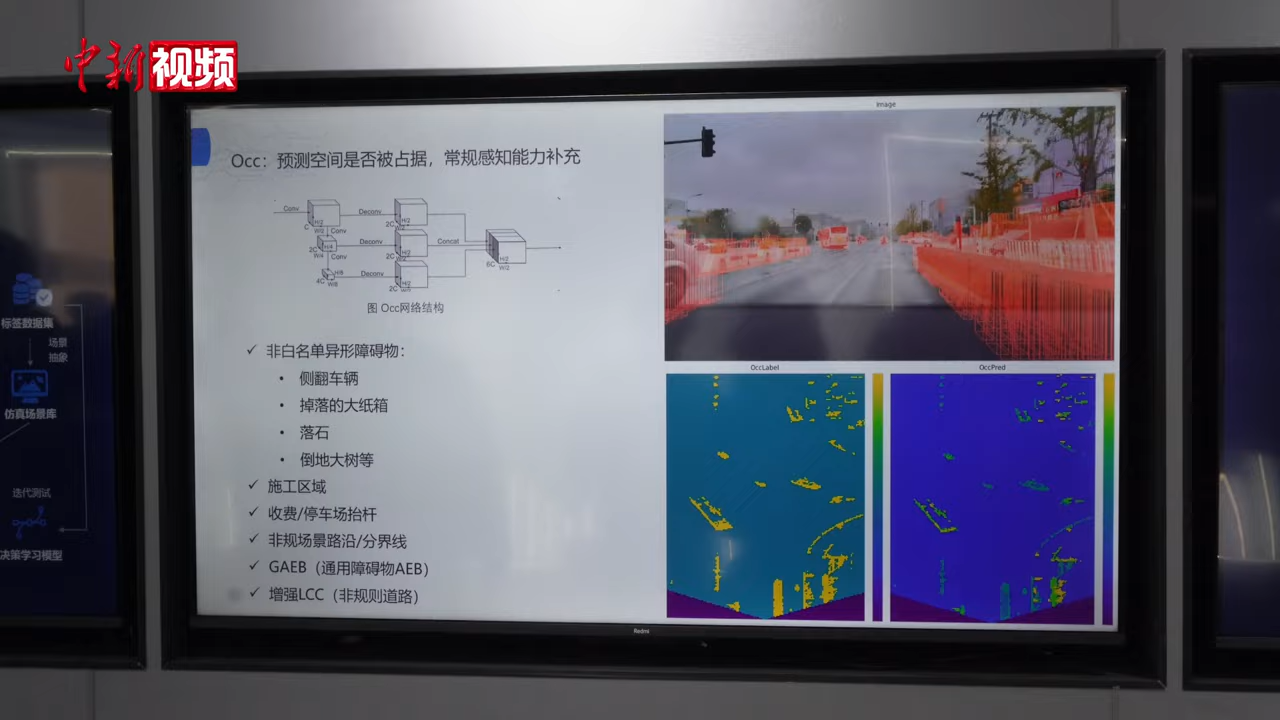 中新视频
标签数据集
场景
抽象
仿真场景库
迭代测试
决策学习模型
Occ：预测空间是否被占据，常规感知能力补充
Conv
Deconv
Conv
Deconv
Concat
Conv
Deconv
图 Occ网络结构
✓ 非白名单异形障碍物：
• 侧翻车辆
• 掉落的大纸箱
• 落石
• 倒地大树等
✓ 施工区域
✓ 收费/停车场抬杆
✓ 非规场景路沿/分界线
✓ GAEB（通用障碍物AEB）
✓ 增强LCC（非规则道路）
Image
OccLabel
OccPred
Redmi